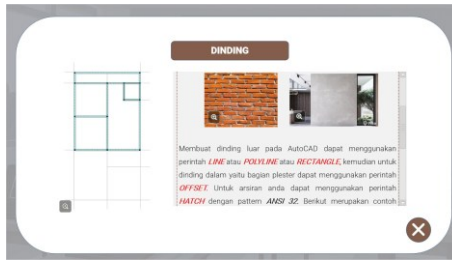 DINDING
Membuat dinding luar pada AutoCAD dapat menggunakan
perintah LINE atau POLYLINE atau RECTANGLE, kemudian untuk
dinding dalam yaitu bagian plester dapat menggunakan perintah
OFFSET. Untuk arsiran anda dapat menggunakan perintah
HATCH dengan pattern ANSI 32. Berikut merupakan contoh